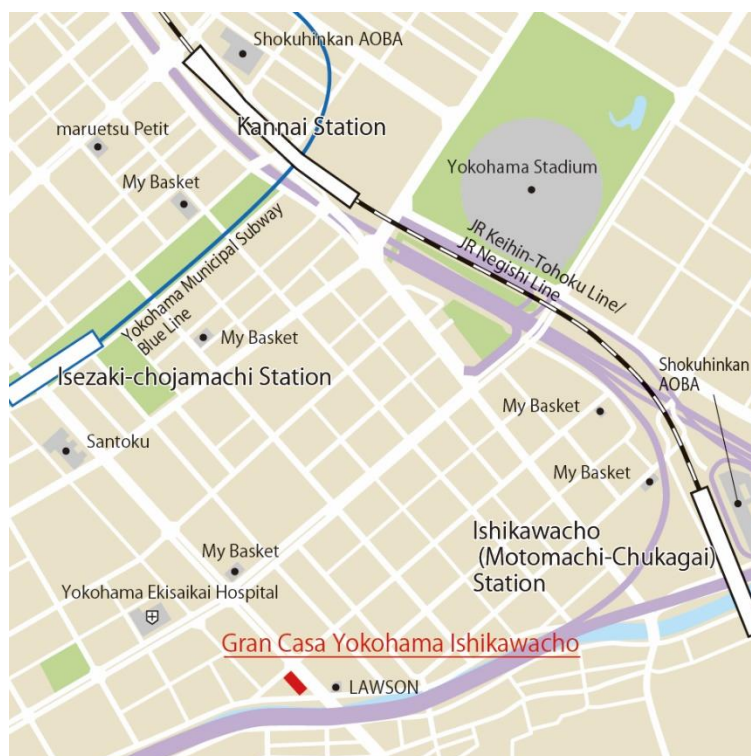 Shokuhinkan AOBA
Kannai Station
maruetsu Petit
My Basket
Yokohama Stadium
JR Keihin-Tohoku Line/
JR Negishi Line
Yokohama Municipal Subway
Blue Line
My Basket
Isezaki-chojamachi Station
Shokuhinkan
AOBA
My Basket
Santoku
My Basket
Ishikawacho
(Motomachi-Chukagai)
Station
My Basket
Yokohama Ekisaikai Hospital
Gran Casa Yokohama Ishikawacho
LAWSON